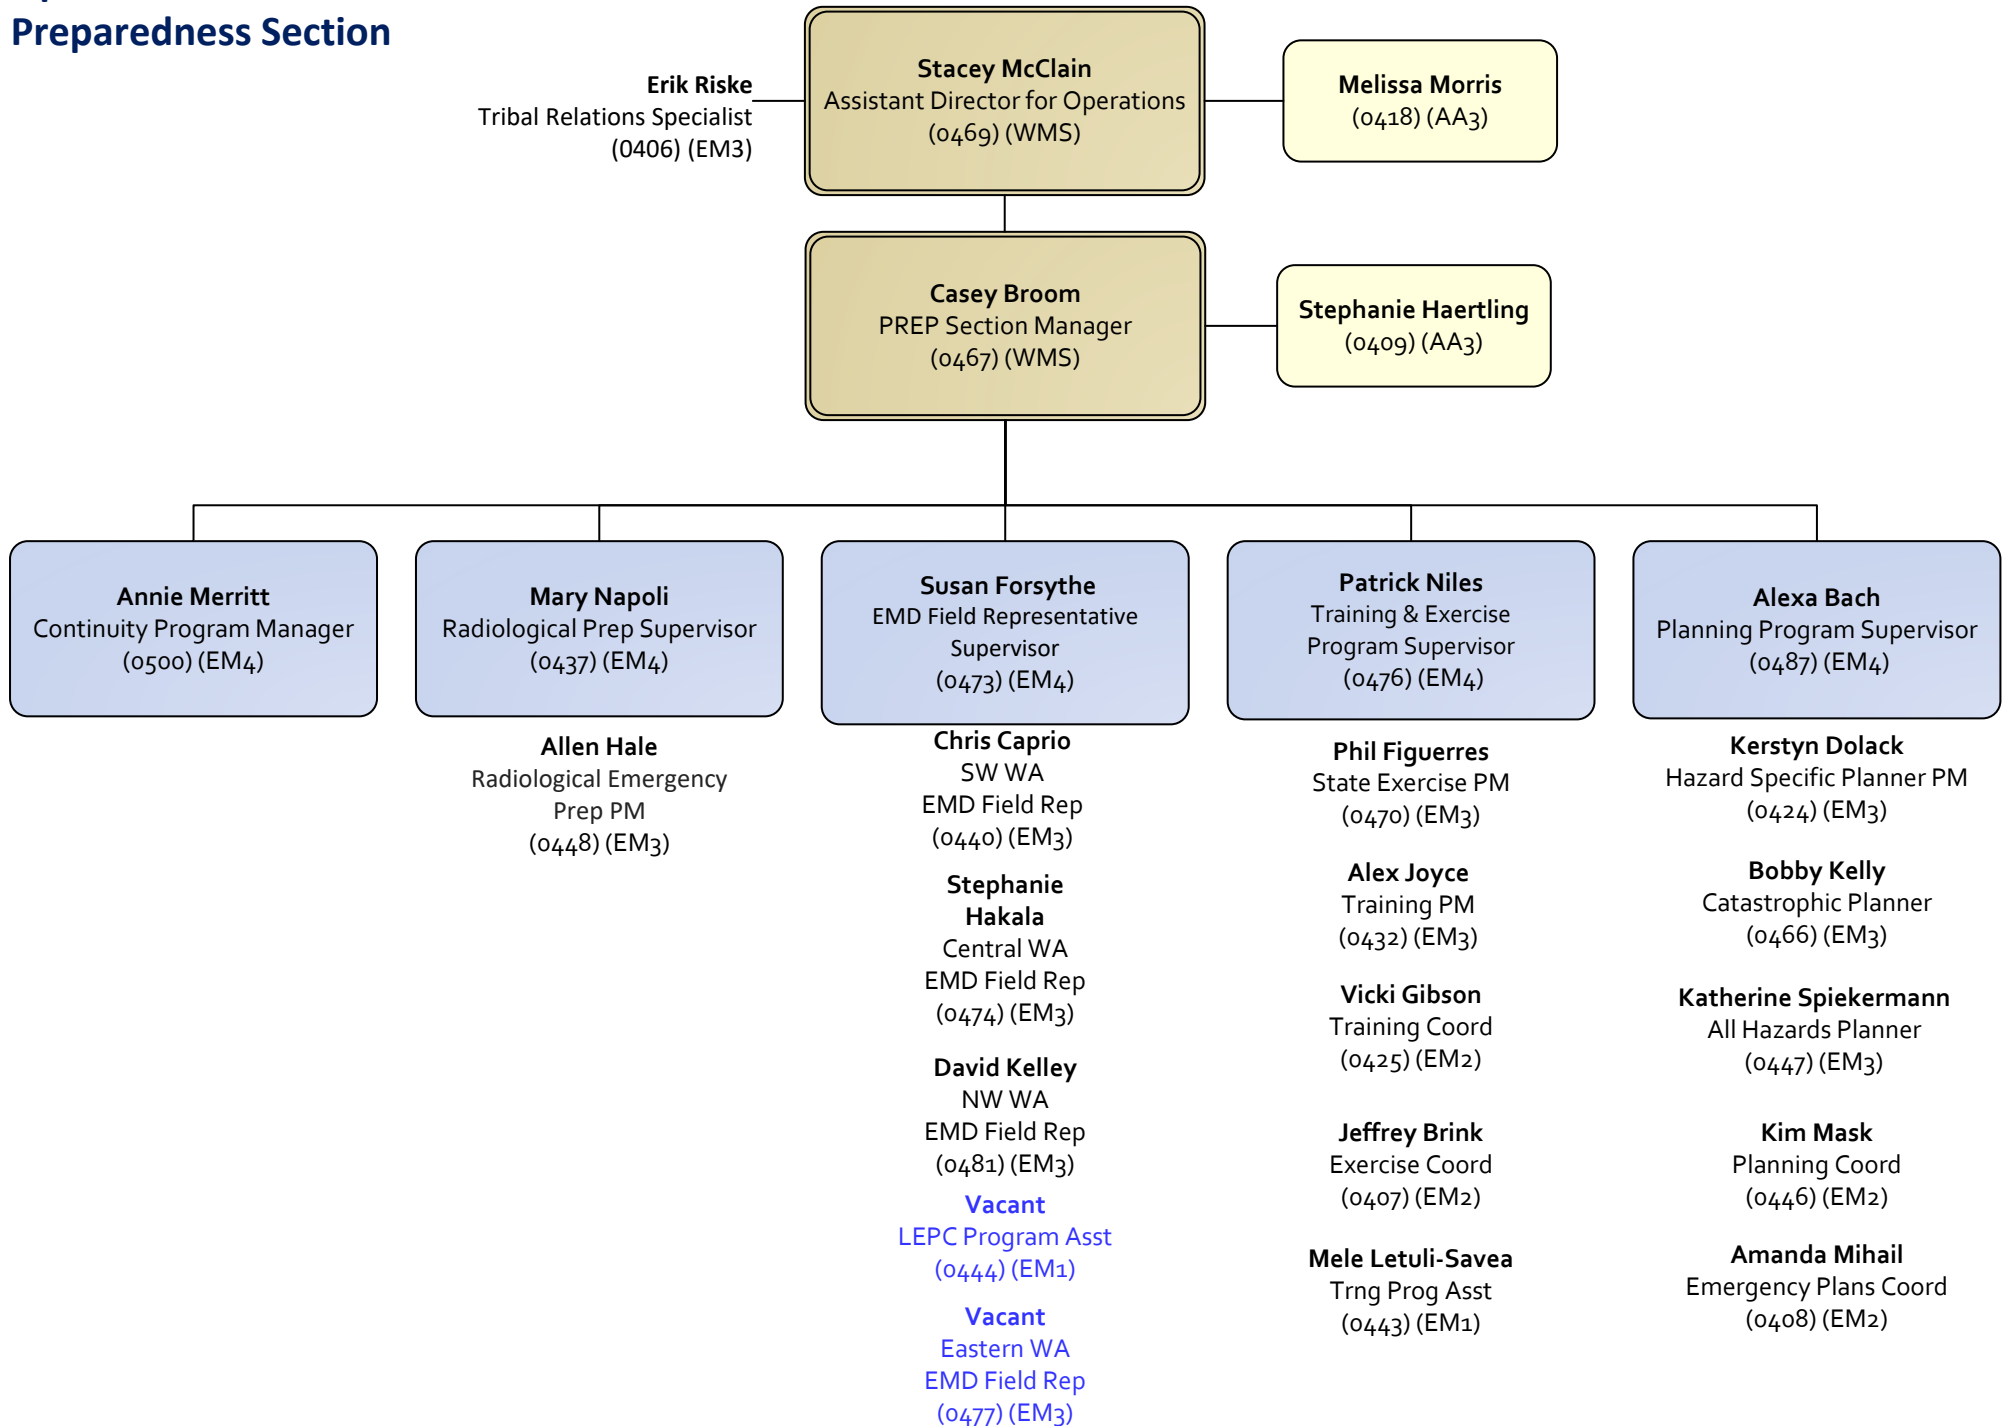 Preparedness Section
Erik Riske
Tribal Relations Specialist
(0406) (EM3)
Stacey McClain
Assistant Director for Operations
(0469) (WMS)
Melissa Morris
(0418) (AA3)
Casey Broom
PREP Section Manager
(0467) (WMS)
Stephanie Haertling
(0409) (AA3)
Annie Merritt
Continuity Program Manager
(0500) (EM4)
Mary Napoli
Radiological Prep Supervisor
(0437) (EM4)
Allen Hale
Radiological Emergency
Prep PM
(0448) (EM3)
Susan Forsythe
EMD Field Representative
Supervisor
(0473) (EM4)
Chris Caprio
SW WA
EMD Field Rep
(0440) (EM3)
Stephanie
Hakala
Central WA
EMD Field Rep
(0474) (EM3)
David Kelley
NW WA
EMD Field Rep
(0481) (EM3)
Vacant
LEPC Program Asst
(0444) (EM1)
Vacant
Eastern WA
EMD Field Rep
(0477) (EM3)
Patrick Niles
Training & Exercise
Program Supervisor
(0476) (EM4)
Phil Figuerres
State Exercise PM
(0470) (EM3)
Alex Joyce
Training PM
(0432) (EM3)
Vicki Gibson
Training Coord
(0425) (EM2)
Jeffrey Brink
Exercise Coord
(0407) (EM2)
Mele Letuli-Savea
Trng Prog Asst
(0443) (EM1)
Alexa Bach
Planning Program Supervisor
(0487) (EM4)
Kerstyn Dolack
Hazard Specific Planner PM
(0424) (EM3)
Bobby Kelly
Catastrophic Planner
(0466) (EM3)
Katherine Spiekermann
All Hazards Planner
(0447) (EM3)
Kim Mask
Planning Coord
(0446) (EM2)
Amanda Mihail
Emergency Plans Coord
(0408) (EM2)